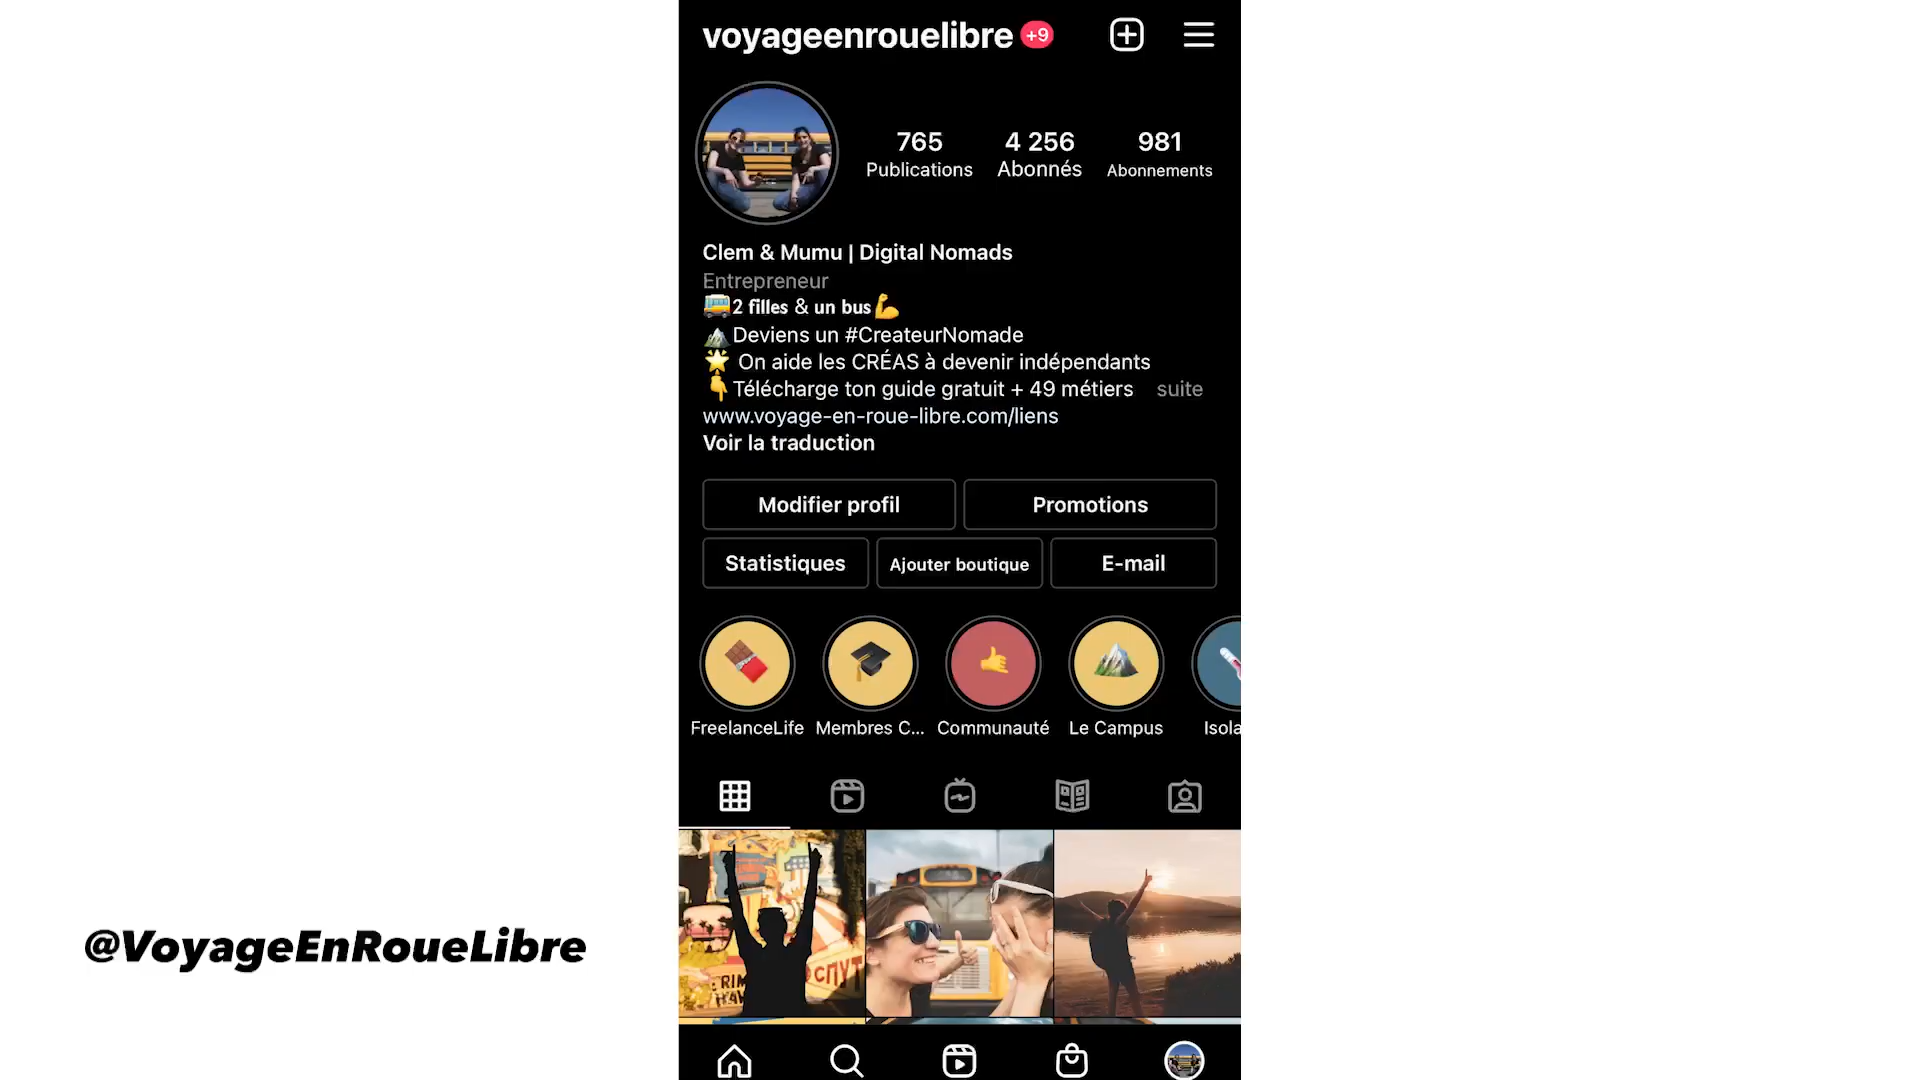 voyageenrouelibre +9
765
Publications
4 256
Abonnés
981
Abonnements
Clem & Mumu | Digital Nomads
Entrepreneur
🚌2 filles & un bus💪
⛰️Deviens un #CreateurNomade
🌟 On aide les CRÉAS à devenir indépendants
👇Télécharge ton guide gratuit + 49 métiers suite
www.voyage-en-roue-libre.com/liens
Voir la traduction
Modifier profil
Promotions
Statistiques
Ajouter boutique
E-mail
FreelanceLife
Membres C...
Communauté
Le Campus
Isola
@VoyageEnRoueLibre